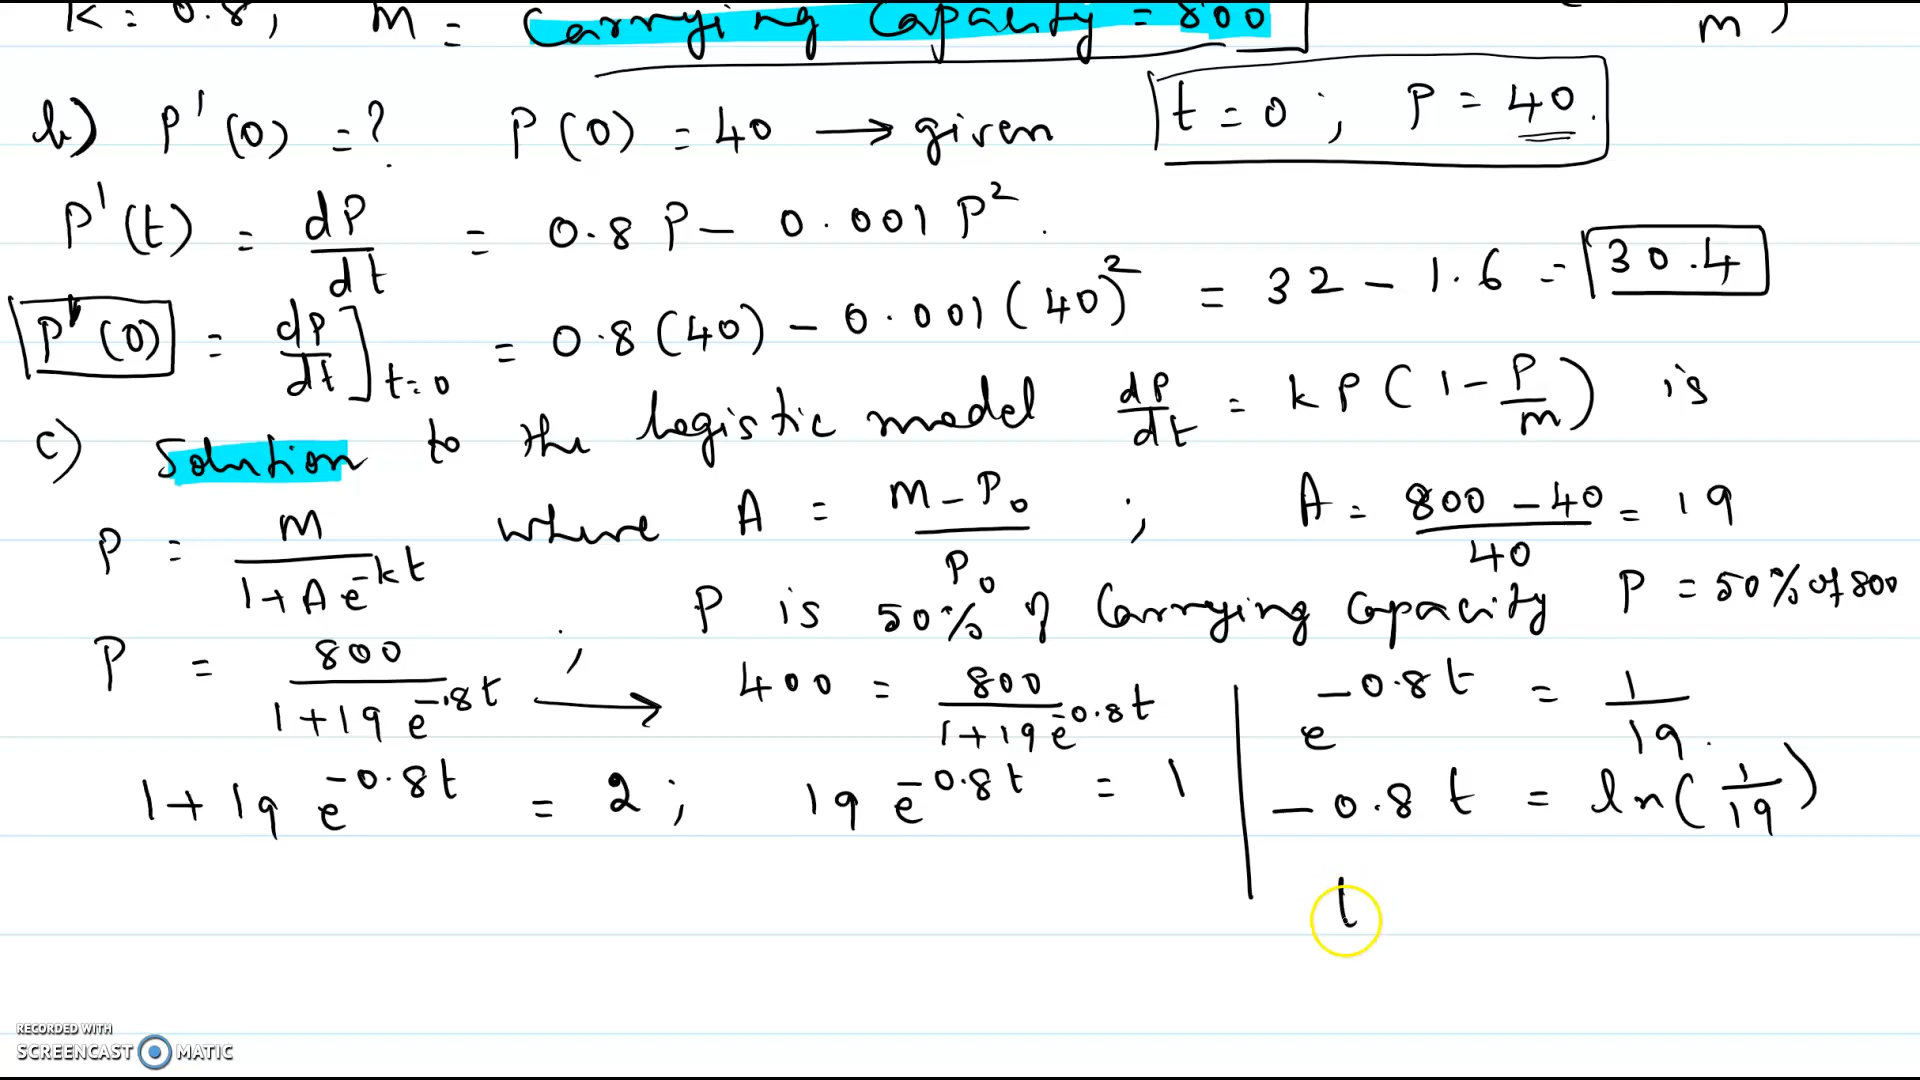 k = 0.8, m = Carrying Capacity = 800 m )
b) P'(0) = ? P(0) = 40 → given t = 0 ; P = 40.
P'(t) = dP/dt = 0.8 P - 0.001 P²
P'(0) = dP/dt]t=0 = 0.8(40) - 0.001(40)² = 32 - 1.6 = 30.4
c) Solution to the logistic model dP/dt = kP(1 - P/m) is
P = m/(1 + A e^-kt) where A = (m - P₀)/P₀ ; A = (800 - 40)/40 = 19
P is 50% of Carrying Capacity P = 50% of 800
P = 800/(1 + 19 e^-.8t) ; → 400 = 800/(1 + 19 e^-0.8t)
1 + 19 e^-0.8t = 2 ; 19 e^-0.8t = 1
e^-0.8t = 1/19.
-0.8 t = ln(1/19)
t
RECORDED WITH
SCREENCAST MATIC